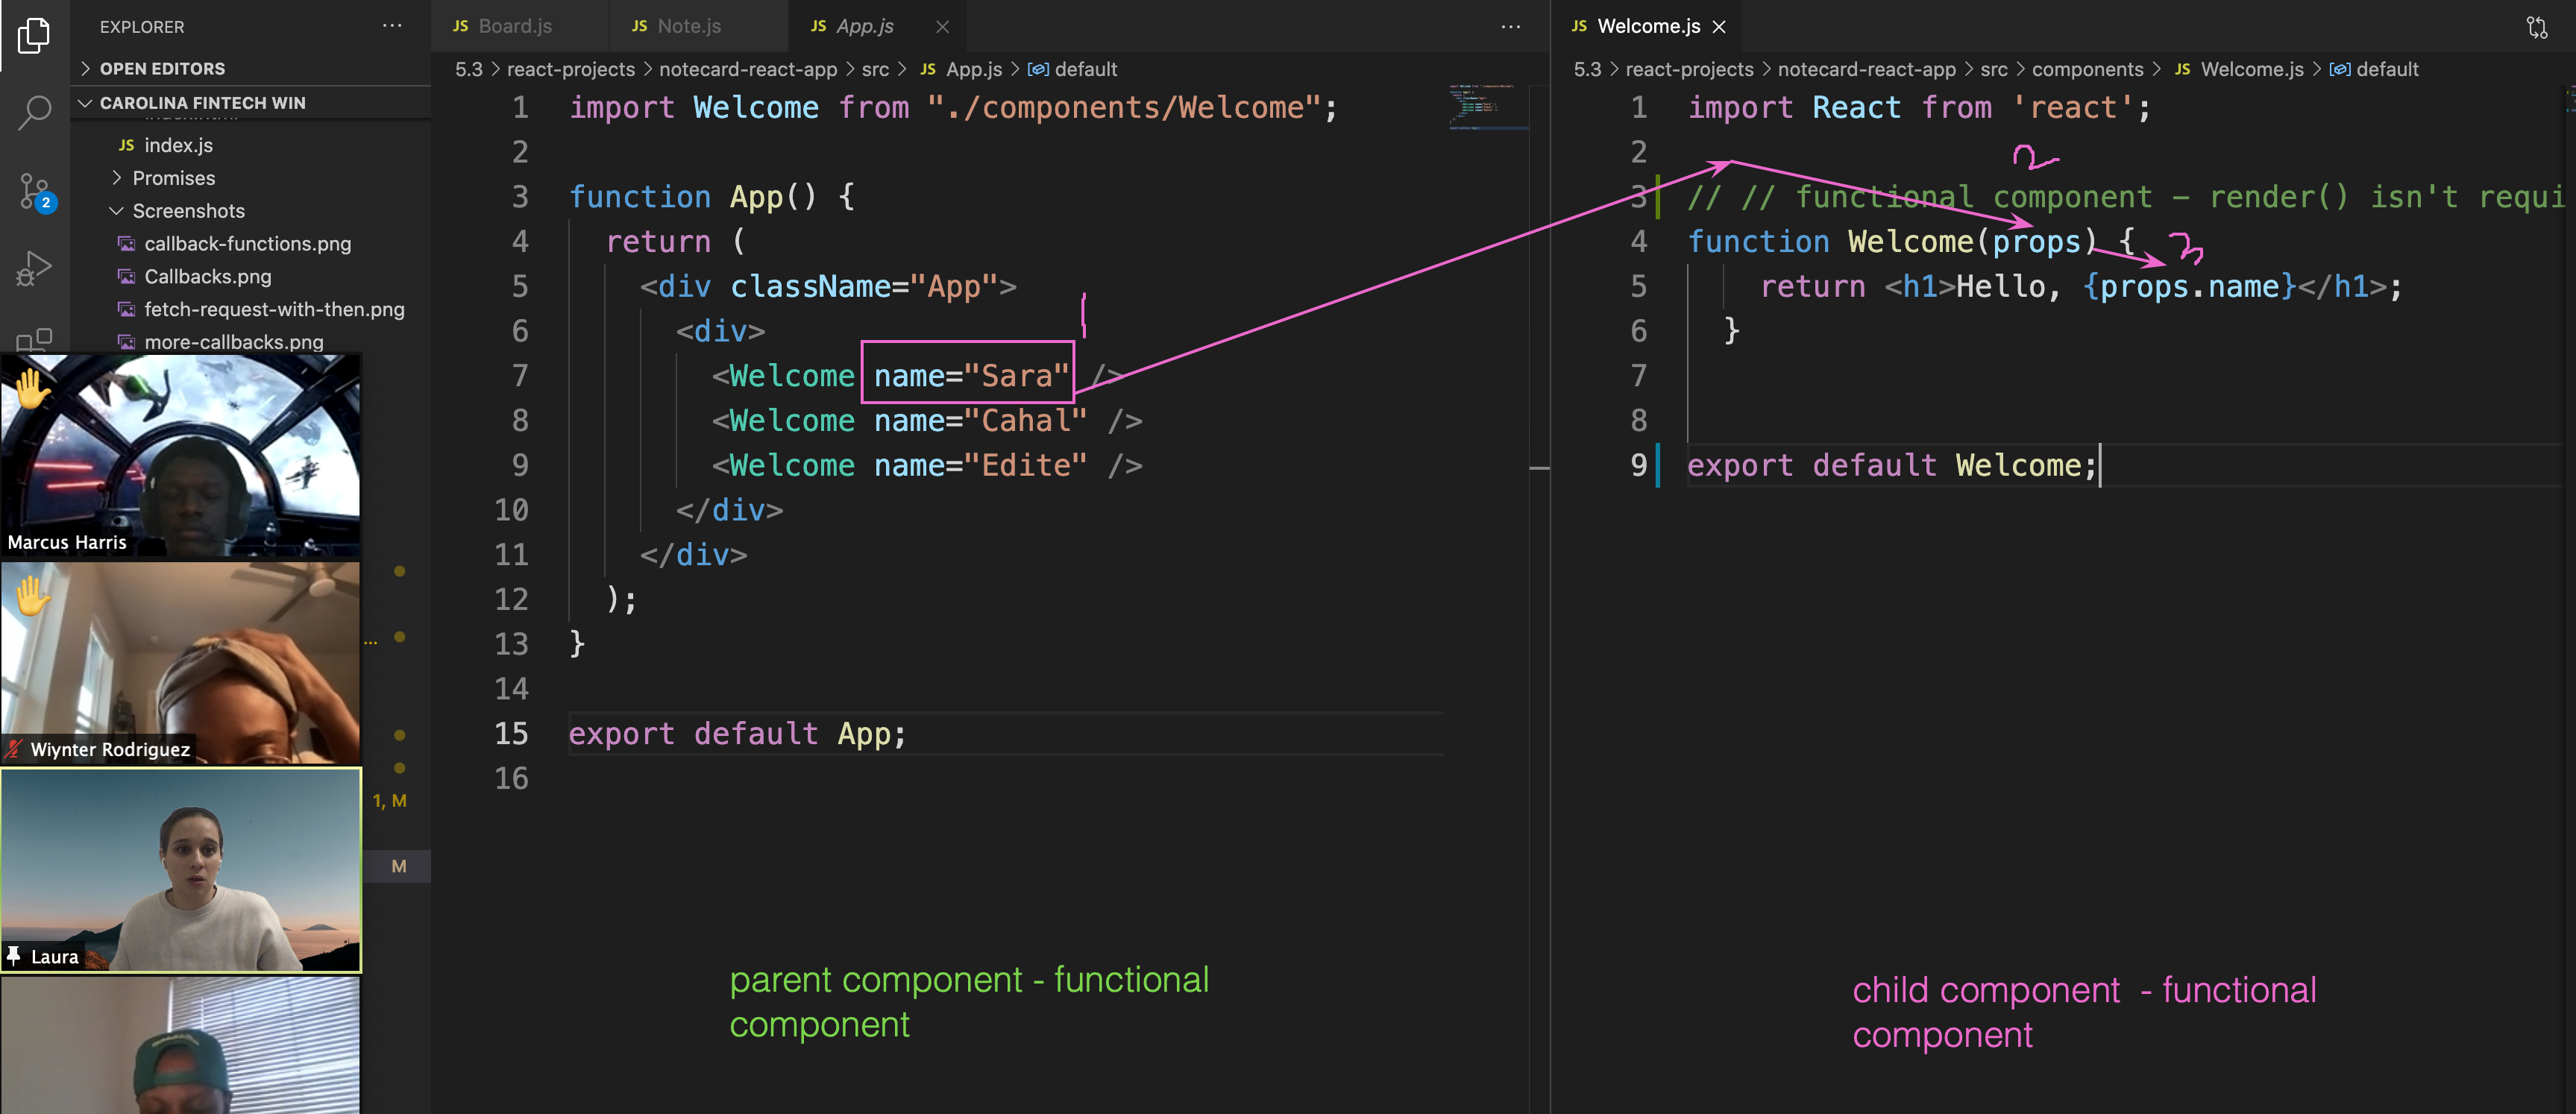 EXPLORER
OPEN EDITORS
CAROLINA FINTECH WIN
JS index.js
Promises
Screenshots
callback-functions.png
Callbacks.png
fetch-request-with-then.png
more-callbacks.png
2
Marcus Harris
Wiynter Rodriguez
1, M
M
Laura
JS Board.js
JS Note.js
JS App.js
5.3 > react-projects > notecard-react-app > src > JS App.js > default
1 import Welcome from "./components/Welcome";
2
3 function App() {
4 return (
5 <div className="App">
6 <div>
7 <Welcome name="Sara" />
8 <Welcome name="Cahal" />
9 <Welcome name="Edite" />
10 </div>
11 </div>
12 );
13 }
14
15 export default App;
16
1
parent component - functional
component
JS Welcome.js
5.3 > react-projects > notecard-react-app > src > components > JS Welcome.js > default
1 import React from 'react';
2
2
3 // // functional component - render() isn't requi
4 function Welcome(props) {
3
5 return <h1>Hello, {props.name}</h1>;
6 }
7
8
9 export default Welcome;
child component - functional
component